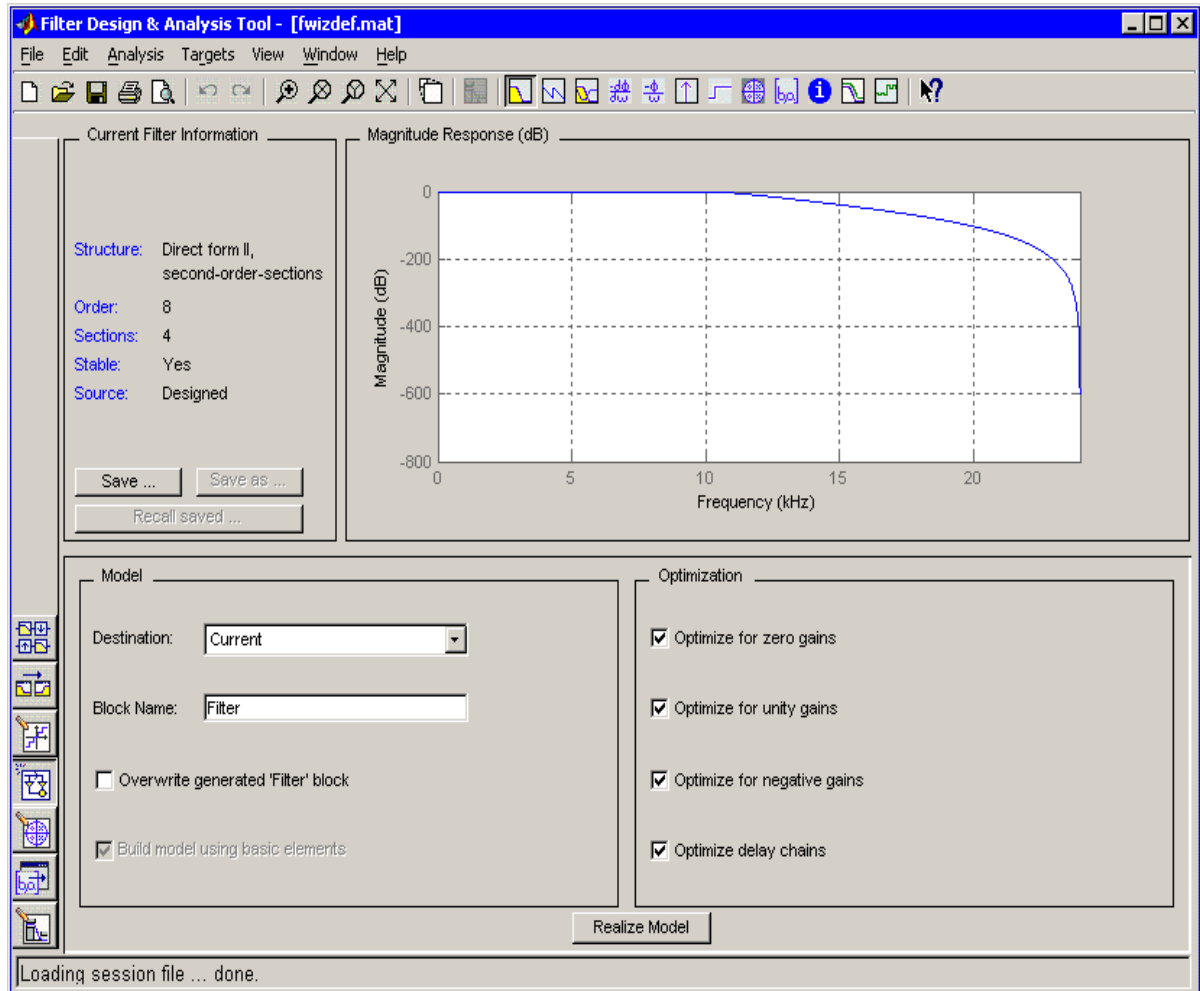 Filter Design & Analysis Tool - [fwizdef.mat]
File Edit Analysis Targets View Window Help
Current Filter Information
Structure: Direct form II,
second-order-sections
Order: 8
Sections: 4
Stable: Yes
Source: Designed
Save ... Save as ...
Recall saved ...
Magnitude Response (dB)
0
-200
-400
-600
-800
Magnitude (dB)
0 5 10 15 20
Frequency (kHz)
Model
Destination: Current
Block Name: Filter
Overwrite generated 'Filter' block
Build model using basic elements
Optimization
Optimize for zero gains
Optimize for unity gains
Optimize for negative gains
Optimize delay chains
Realize Model
Loading session file ... done.